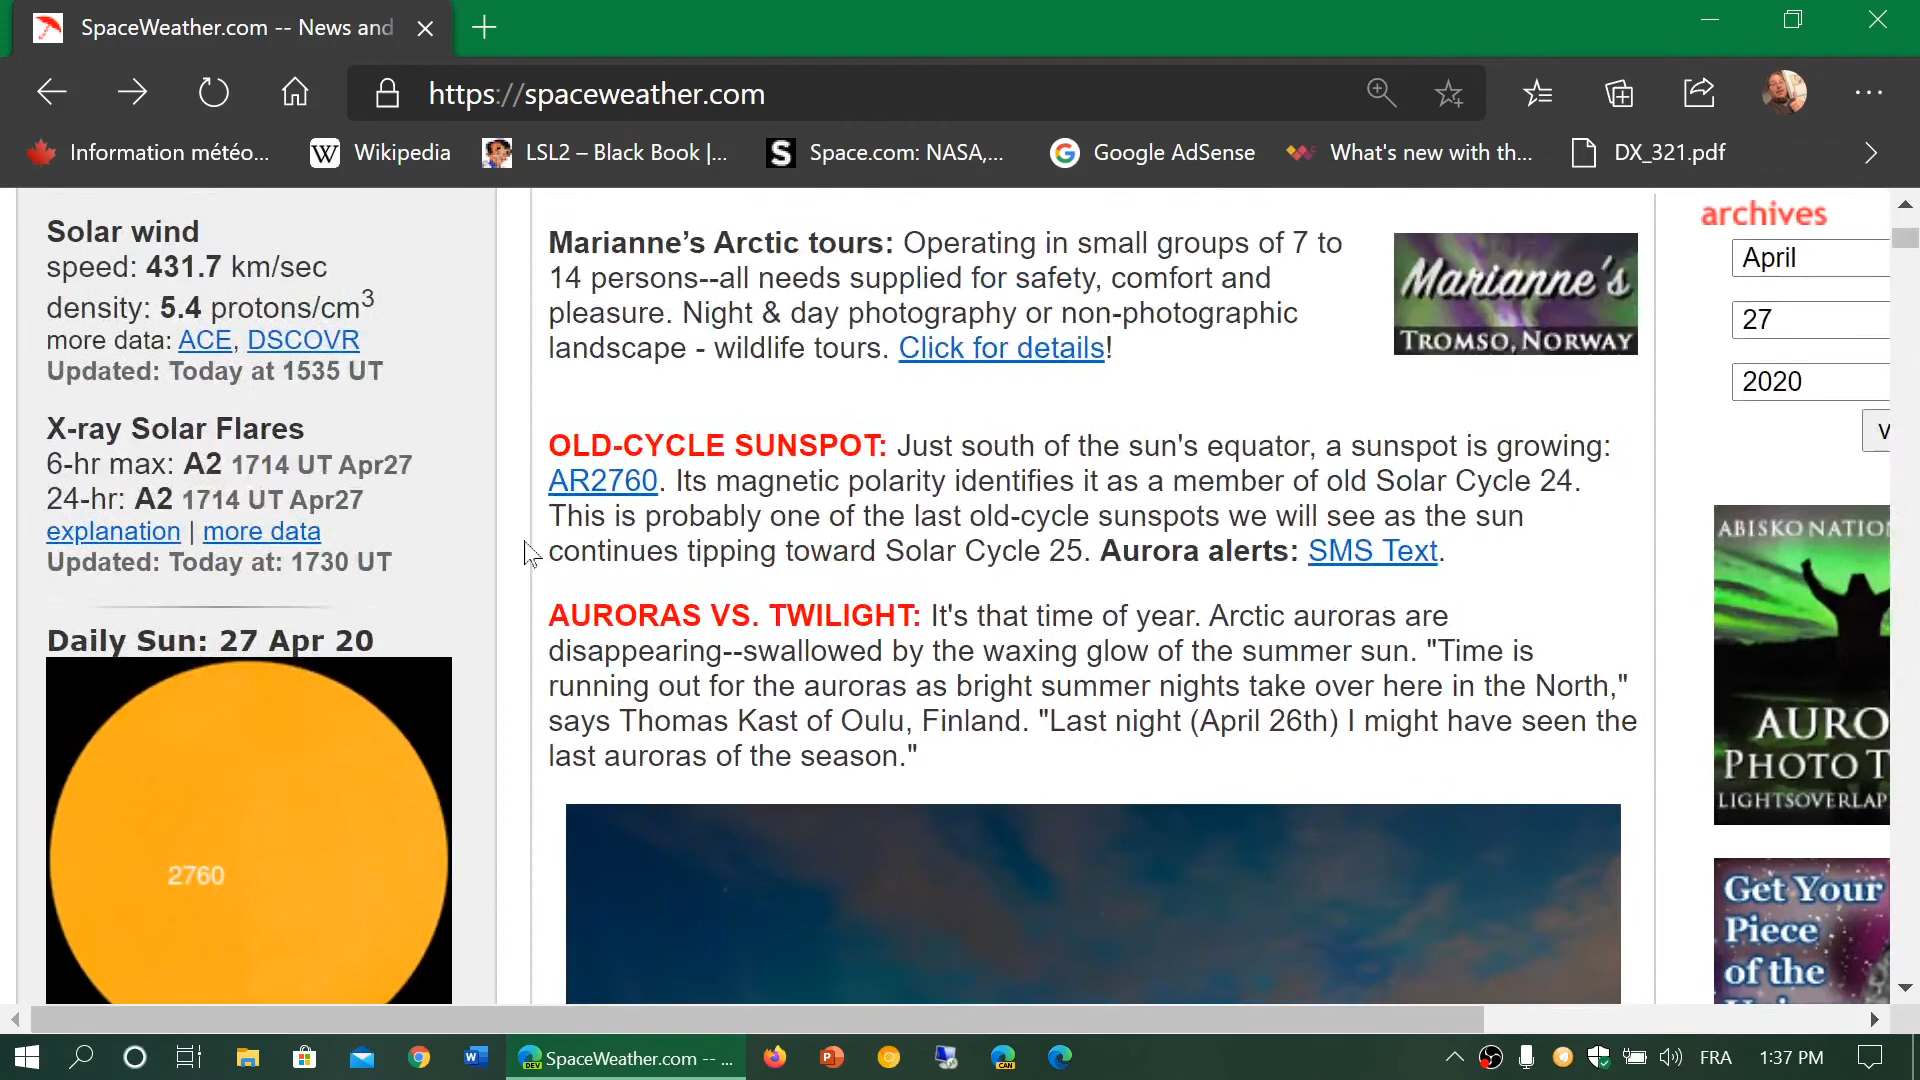 SpaceWeather.com -- News and
https://spaceweather.com
Information météo...
W Wikipedia
LSL2 – Black Book |...
S Space.com: NASA,...
G Google AdSense
What's new with th...
DX_321.pdf
Solar wind
speed: 431.7 km/sec
density: 5.4 protons/cm3
more data: ACE, DSCOVR
Updated: Today at 1535 UT
X-ray Solar Flares
6-hr max: A2 1714 UT Apr27
24-hr: A2 1714 UT Apr27
explanation | more data
Updated: Today at: 1730 UT
Daily Sun: 27 Apr 20
2760
Marianne’s Arctic tours: Operating in small groups of 7 to
14 persons--all needs supplied for safety, comfort and
pleasure. Night & day photography or non-photographic
landscape - wildlife tours. Click for details!
Marianne's
TROMSO, NORWAY
OLD-CYCLE SUNSPOT: Just south of the sun's equator, a sunspot is growing:
AR2760. Its magnetic polarity identifies it as a member of old Solar Cycle 24.
This is probably one of the last old-cycle sunspots we will see as the sun
continues tipping toward Solar Cycle 25. Aurora alerts: SMS Text.
AURORAS VS. TWILIGHT: It's that time of year. Arctic auroras are
disappearing--swallowed by the waxing glow of the summer sun. "Time is
running out for the auroras as bright summer nights take over here in the North,"
says Thomas Kast of Oulu, Finland. "Last night (April 26th) I might have seen the
last auroras of the season."
archives
April
27
2020
v
ABISKO NATION
AURO
PHOTO T
LIGHTSOVERLAP
Get Your
Piece
of the
DEV
SpaceWeather.com -- ...
CAN
FRA
1:37 PM